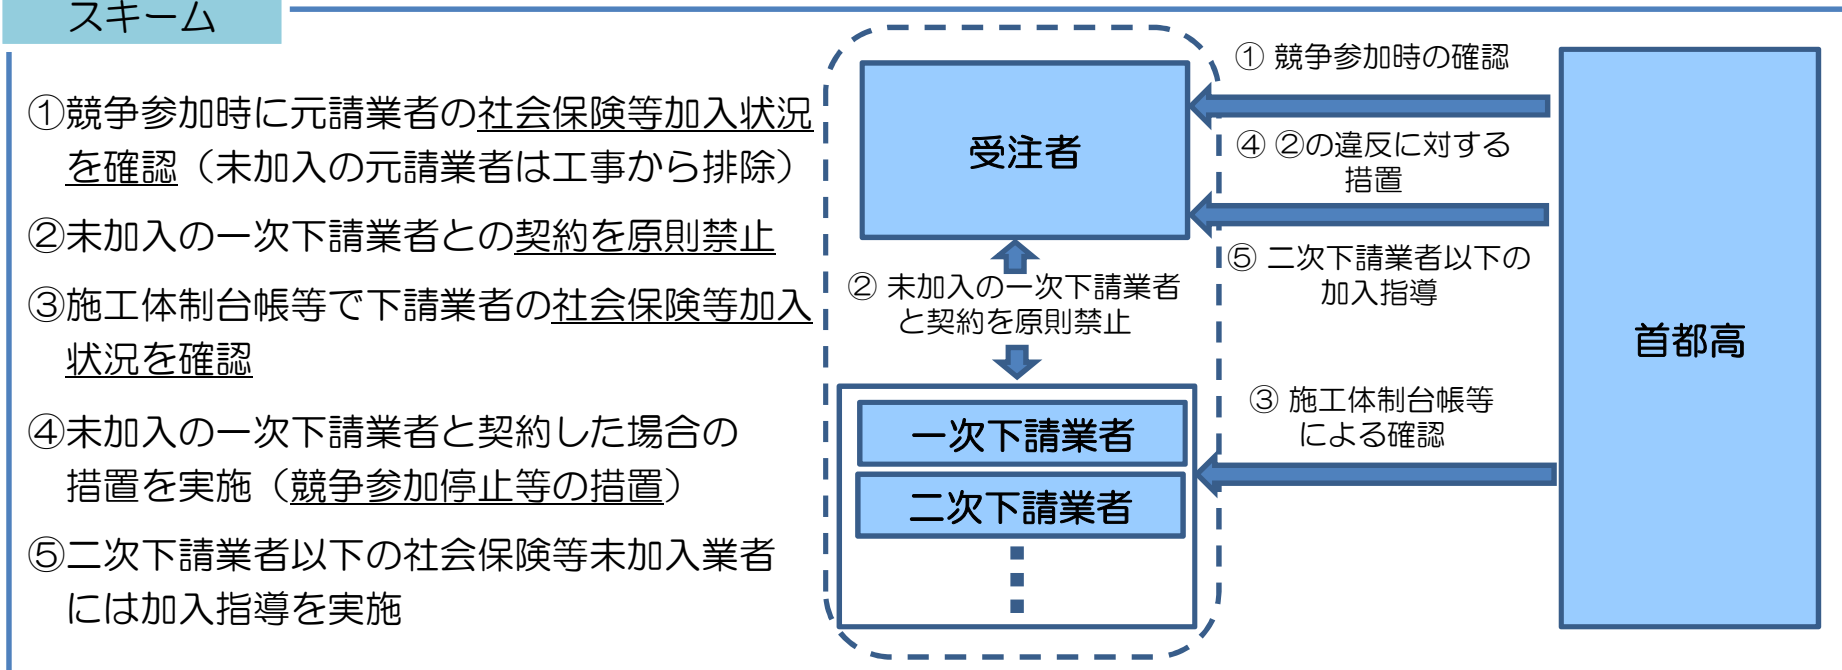 スキーム
①競争参加時に元請業者の社会保険等加入状況
を確認（未加入の元請業者は工事から排除）
②未加入の一次下請業者との契約を原則禁止
③施工体制台帳等で下請業者の社会保険等加入
状況を確認
④未加入の一次下請業者と契約した場合の
措置を実施（競争参加停止等の措置）
⑤二次下請業者以下の社会保険等未加入業者
には加入指導を実施
受注者
② 未加入の一次下請業者
と契約を原則禁止
一次下請業者
二次下請業者
① 競争参加時の確認
④ ②の違反に対する
措置
⑤ 二次下請業者以下の
加入指導
③ 施工体制台帳等
による確認
首都高